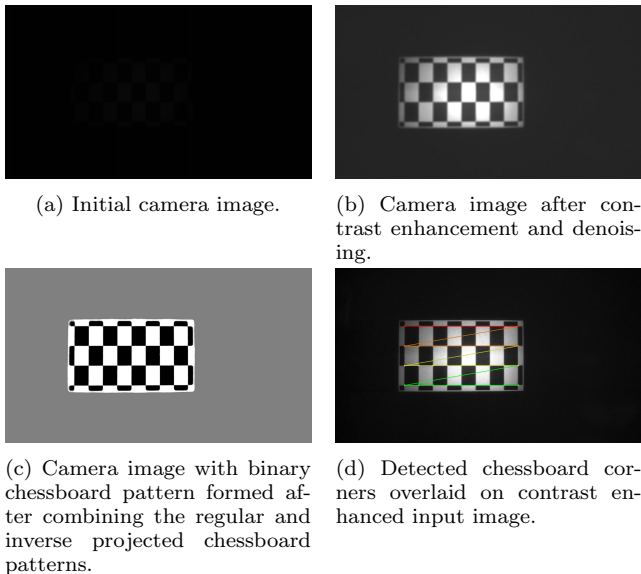 (a) Initial camera image.
(b) Camera image after con-
trast enhancement and denois-
ing.
(c) Camera image with binary
chessboard pattern formed af-
ter combining the regular and
inverse projected chessboard
patterns.
(d) Detected chessboard cor-
ners overlaid on contrast en-
hanced input image.